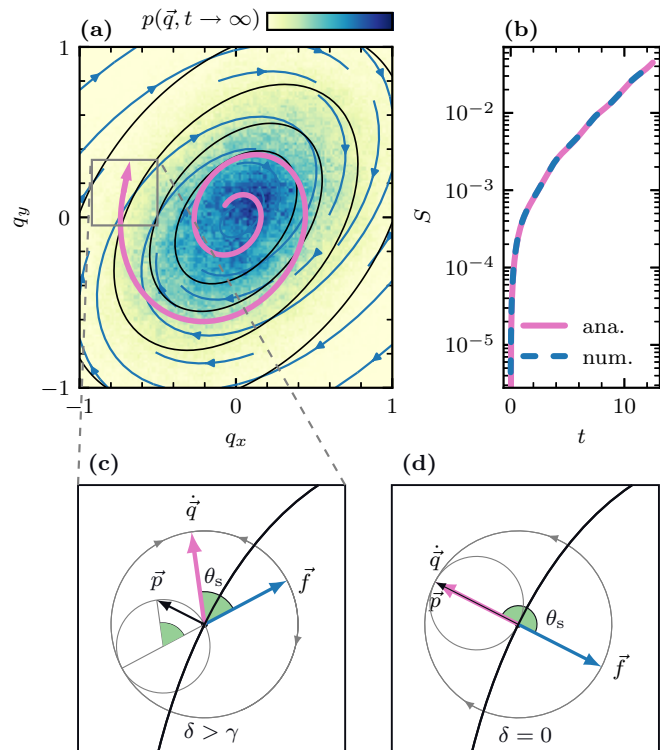 p(q⃗, t → ∞)
(a)
(b)
1
0
−1
q_y
−1
0
1
q_x
10⁻²
10⁻³
10⁻⁴
10⁻⁵
S
ana.
num.
0
10
t
(c)
(d)
q⃗̇
p⃗
θ_s
f⃗
δ > γ
q⃗̇
p⃗
θ_s
f⃗
δ = 0